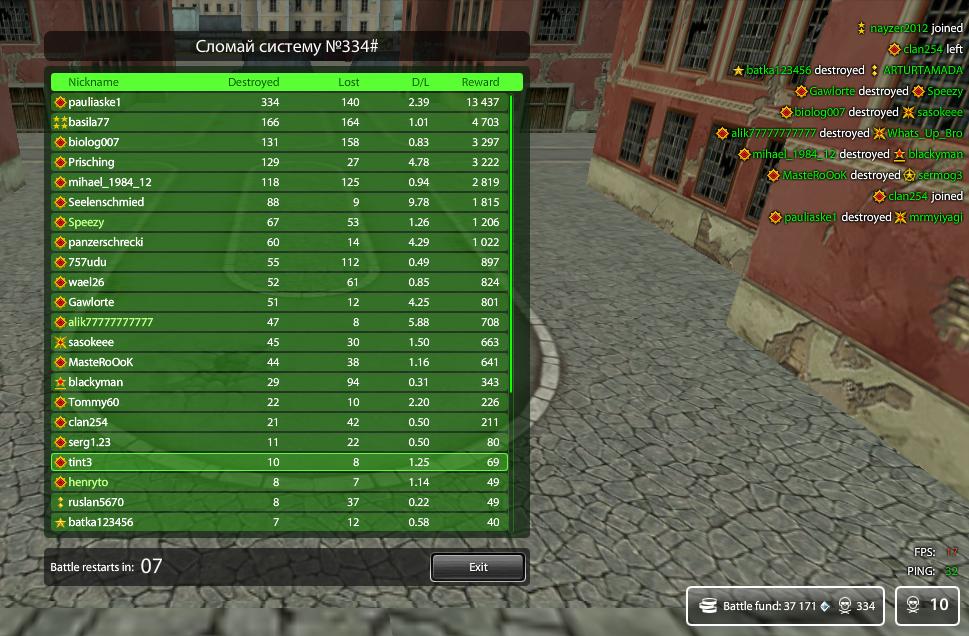 Сломай систему №334#
Nickname Destroyed Lost D/L Reward
pauliaske1 334 140 2.39 13 437
basila77 166 164 1.01 4 703
biolog007 131 158 0.83 3 297
Prisching 129 27 4.78 3 222
mihael_1984_12 118 125 0.94 2 819
Seelenschmied 88 9 9.78 1 815
Speezy 67 53 1.26 1 206
panzerschrecki 60 14 4.29 1 022
757udu 55 112 0.49 897
wael26 52 61 0.85 824
Gawlorte 51 12 4.25 801
alik77777777777 47 8 5.88 708
sasokeee 45 30 1.50 663
MasteRoOoK 44 38 1.16 641
blackyman 29 94 0.31 343
Tommy60 22 10 2.20 226
clan254 21 42 0.50 211
serg1.23 11 22 0.50 80
tint3 10 8 1.25 69
henryto 8 7 1.14 49
ruslan5670 8 37 0.22 49
batka123456 7 12 0.58 40
Battle restarts in: 07
Exit
nayzer2012 joined
clan254 left
batka123456 destroyed ARTURTAMADA
Gawlorte destroyed Speezy
biolog007 destroyed sasokeee
alik77777777777 destroyed Whats_Up_Bro
mihael_1984_12 destroyed blackyman
MasteRoOoK destroyed sermog3
clan254 joined
pauliaske1 destroyed mrmyiyagi
FPS: 17
PING: 32
Battle fund: 37 171 334
10